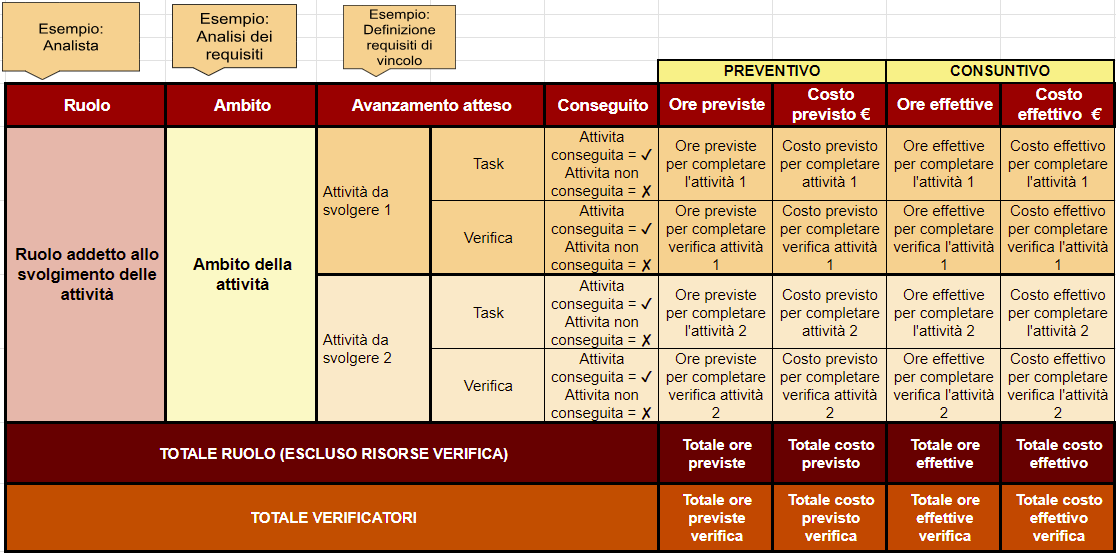 Esempio:
Analista
Esempio:
Analisi dei
requisiti
Esempio:
Definizione
requisiti di
vincolo
PREVENTIVO
CONSUNTIVO
Ruolo
Ambito
Avanzamento atteso
Conseguito
Ore previste
Costo
previsto €
Ore effettive
Costo
effettivo €
Ruolo addetto allo
svolgimento delle
attività
Ambito della
attività
Attività da
svolgere 1
Task
Attivita
conseguita = ✓
Attivita non
conseguita = ✗
Ore previste
per completare
l'attività 1
Costo previsto
per completare
attività 1
Ore effettive
per completare
l'attività 1
Costo effettivo
per completare
l'attività 1
Verifica
Attivita
conseguita = ✓
Attivita non
conseguita = ✗
Ore previste
per completare
verifica attività
1
Costo previsto
per completare
verifica attività
1
Ore effettive
per completare
verifica l'attività
1
Costo effettivo
per completare
verifica l'attività
1
Attività da
svolgere 2
Task
Attivita
conseguita = ✓
Attivita non
conseguita = ✗
Ore previste
per completare
l'attività 2
Costo previsto
per completare
attività 2
Ore effettive
per completare
l'attività 2
Costo effettivo
per completare
l'attività 2
Verifica
Attivita
conseguita = ✓
Attivita non
conseguita = ✗
Ore previste
per completare
verifica attività
2
Costo previsto
per completare
verifica attività
2
Ore effettive
per completare
verifica l'attività
2
Costo effettivo
per completare
verifica l'attività
2
TOTALE RUOLO (ESCLUSO RISORSE VERIFICA)
Totale ore
previste
Totale costo
previsto
Totale ore
effettive
Totale costo
effettivo
TOTALE VERIFICATORI
Totale ore
previste
verifica
Totale costo
previsto
verifica
Totale ore
effettive
verifica
Totale costo
effettivo
verifica